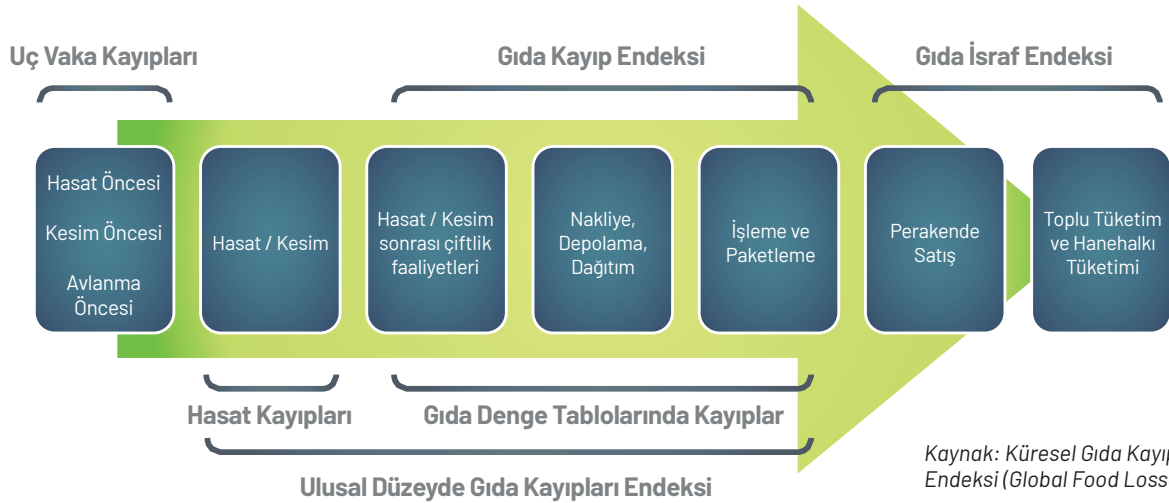 Uç Vaka Kayıpları
Gıda Kayıp Endeksi
Gıda İsraf Endeksi
Hasat Öncesi
Kesim Öncesi
Avlanma
Öncesi
Hasat / Kesim
Hasat / Kesim
sonrası çiftlik
faaliyetleri
Nakliye,
Depolama,
Dağıtım
İşleme ve
Paketleme
Perakende
Satış
Toplu Tüketim
ve Hanehalkı
Tüketimi
Hasat Kayıpları
Gıda Denge Tablolarında Kayıplar
Ulusal Düzeyde Gıda Kayıpları Endeksi
Kaynak: Küresel Gıda Kayıp
Endeksi (Global Food Loss